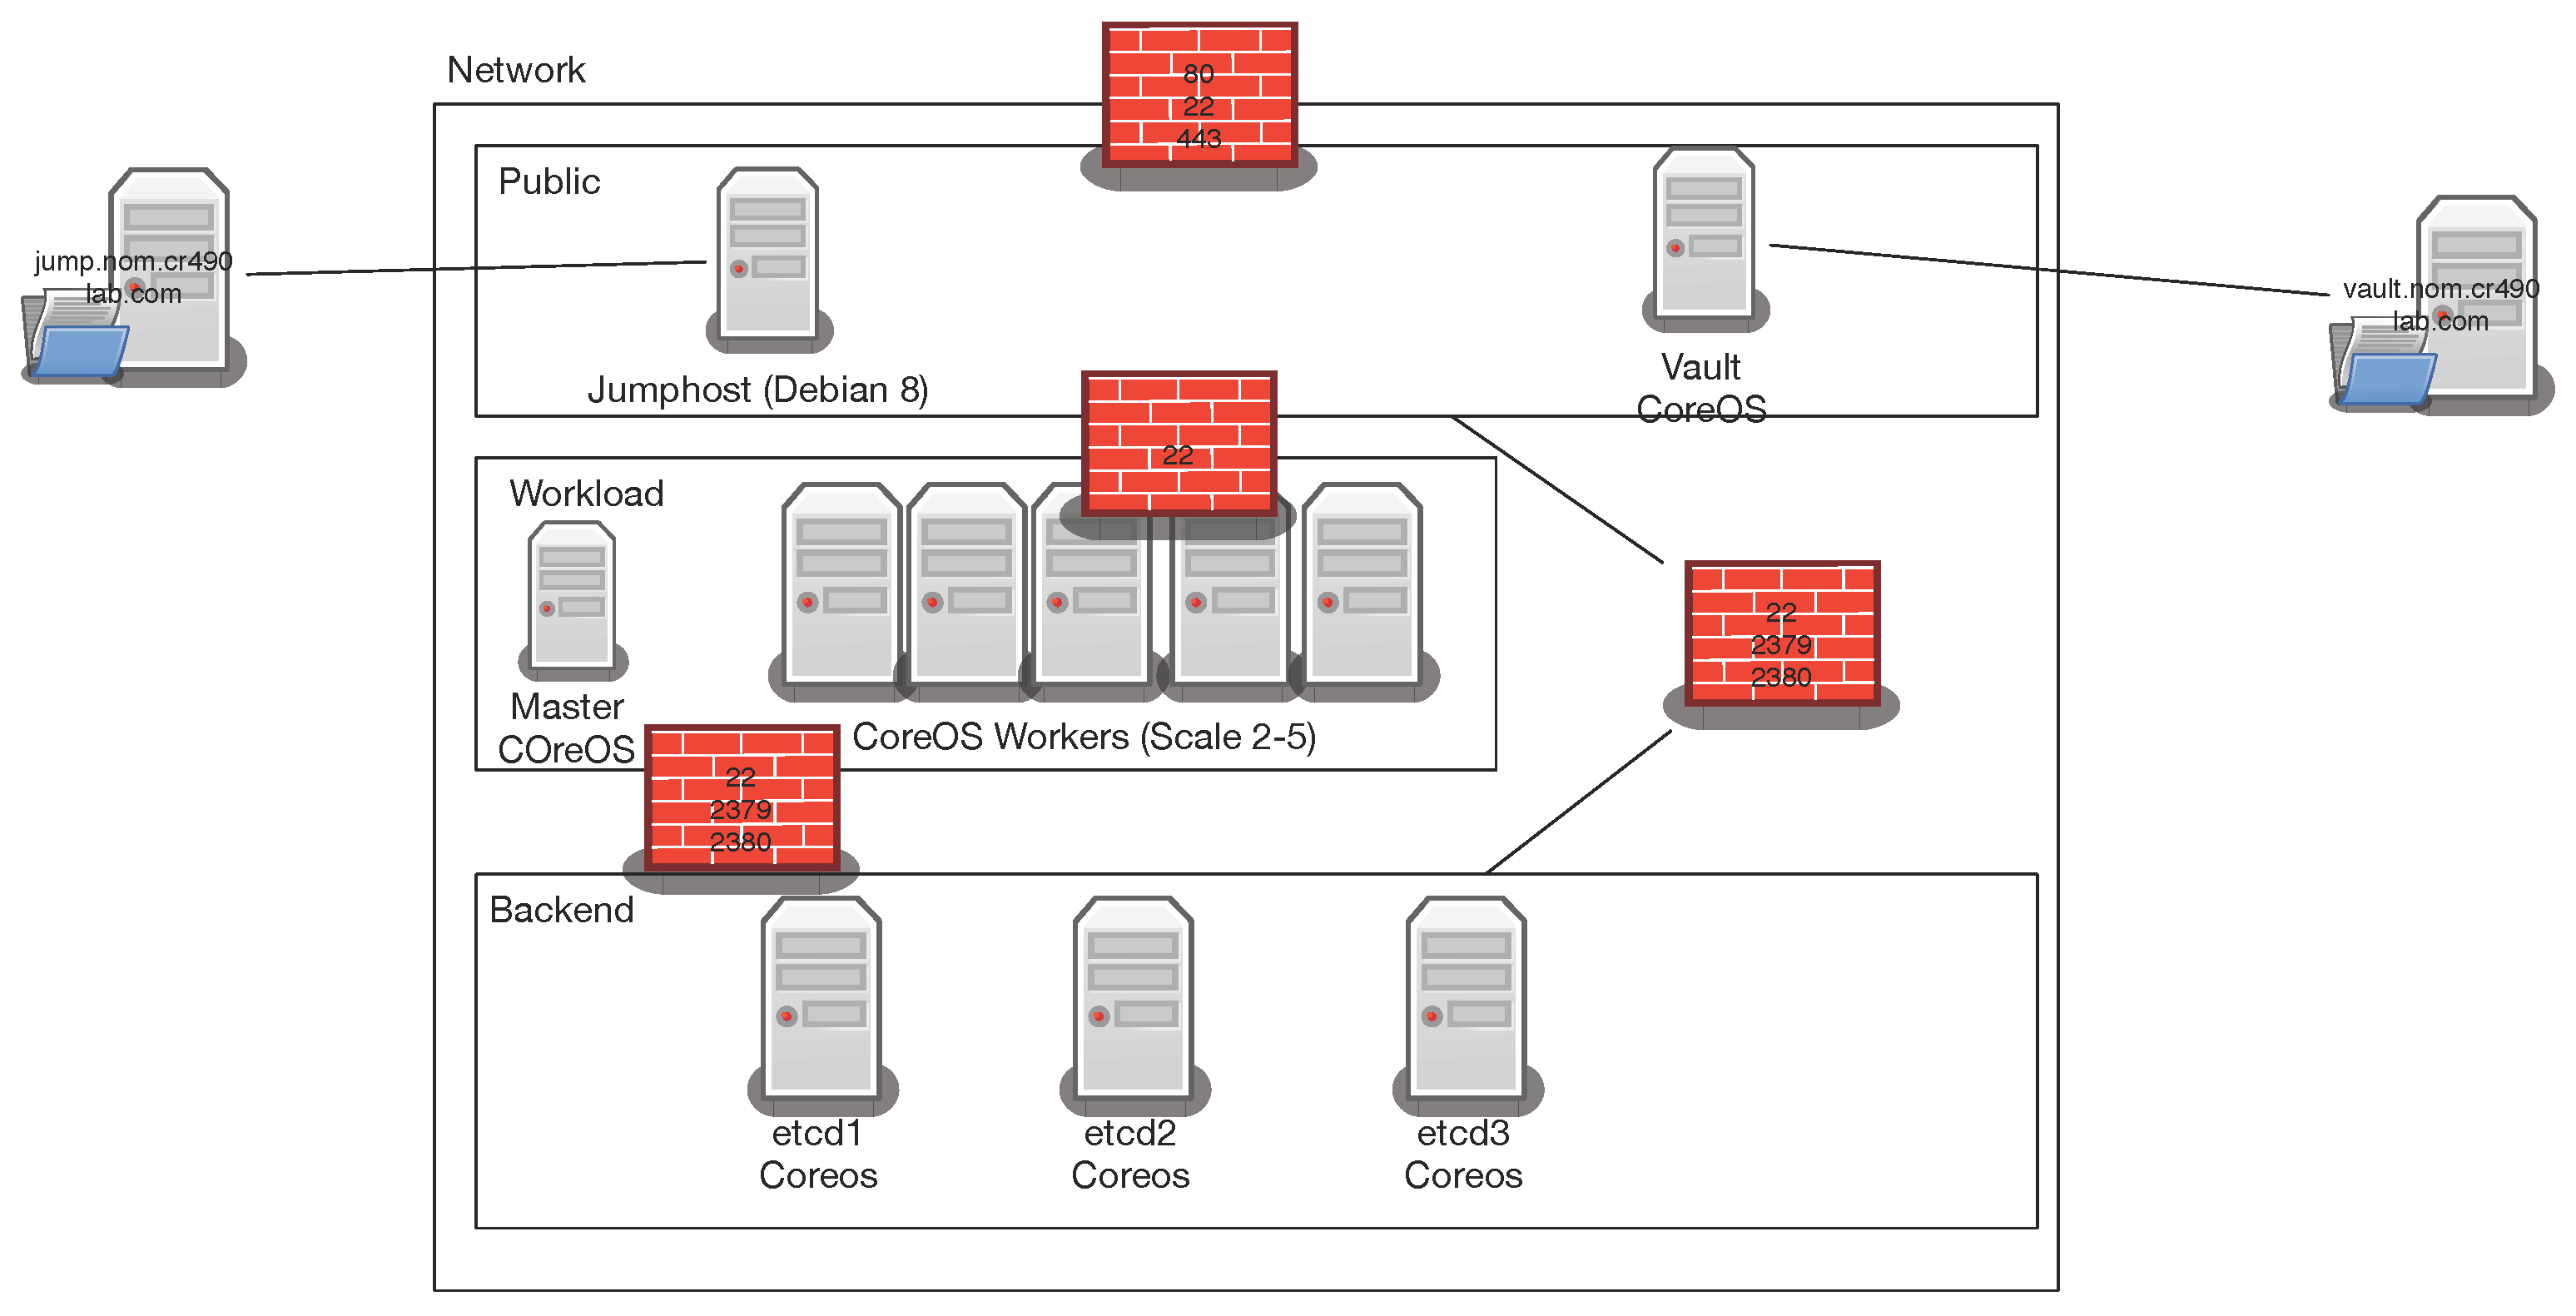 Network
80
22
443
Public
jump.nom.cr490
lab.com
vault.nom.cr490
lab.com
Jumphost (Debian 8)
Vault
CoreOS
22
Workload
Master
COreOS
CoreOS Workers (Scale 2-5)
22
2379
2380
22
2379
2380
Backend
etcd1
Coreos
etcd2
Coreos
etcd3
Coreos